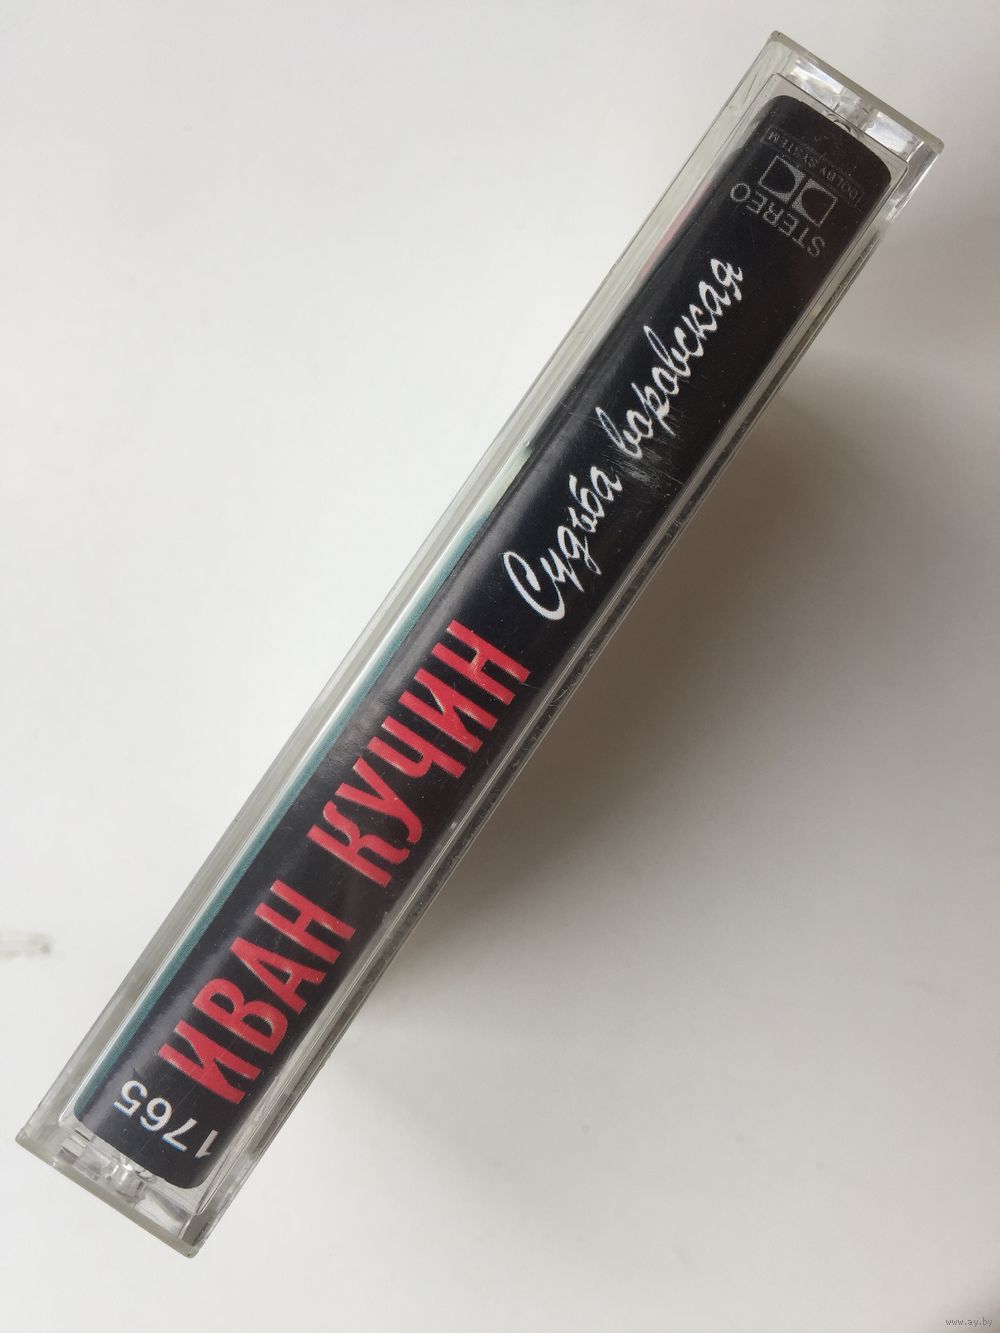 1765
ИВАН КУЧИН
Судьба воровская
STEREO
DOLBY SYSTEM
www.ay.by